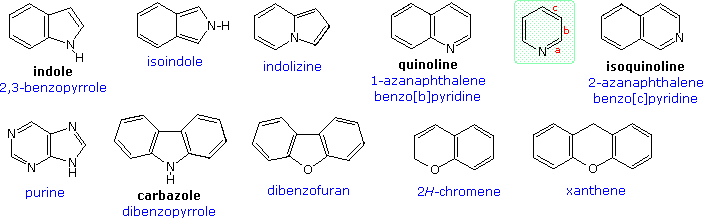 N
H
indole
2,3-benzopyrrole
N-H
isoindole
N
indolizine
N
quinoline
1-azanaphthalene
benzo[b]pyridine
c
b
N a
N
isoquinoline
2-azanaphthalene
benzo[c]pyridine
N N
N N
H
purine
N
H
carbazole
dibenzopyrrole
O
dibenzofuran
O
2H-chromene
O
xanthene